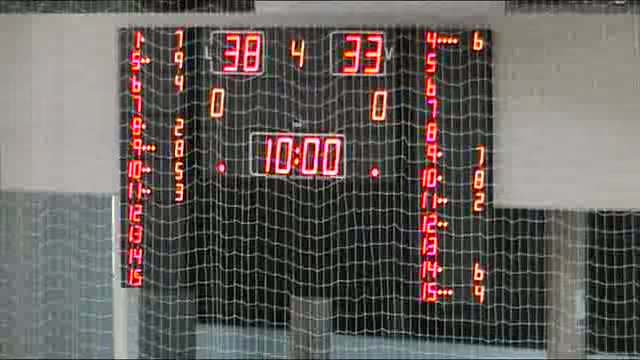 1· 7 L 38 4 33 V 4···· 6
5·· 9 5
6 4 6
7 0 0 7
8· 2 8
9··· 8 10:00 9· 7
10·· 5 10· 8
11·· 3 11·· 2
12 12··
13 13
14 14· 6
15 15··· 4